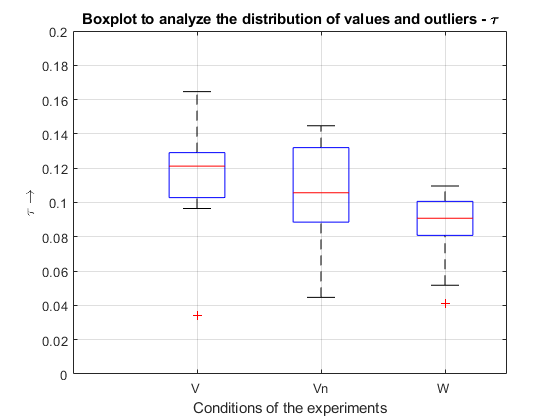 Boxplot to analyze the distribution of values and outliers - τ
0.2
0.18
0.16
0.14
0.12
0.1
0.08
0.06
0.04
0.02
0
τ →
V Vn W
Conditions of the experiments